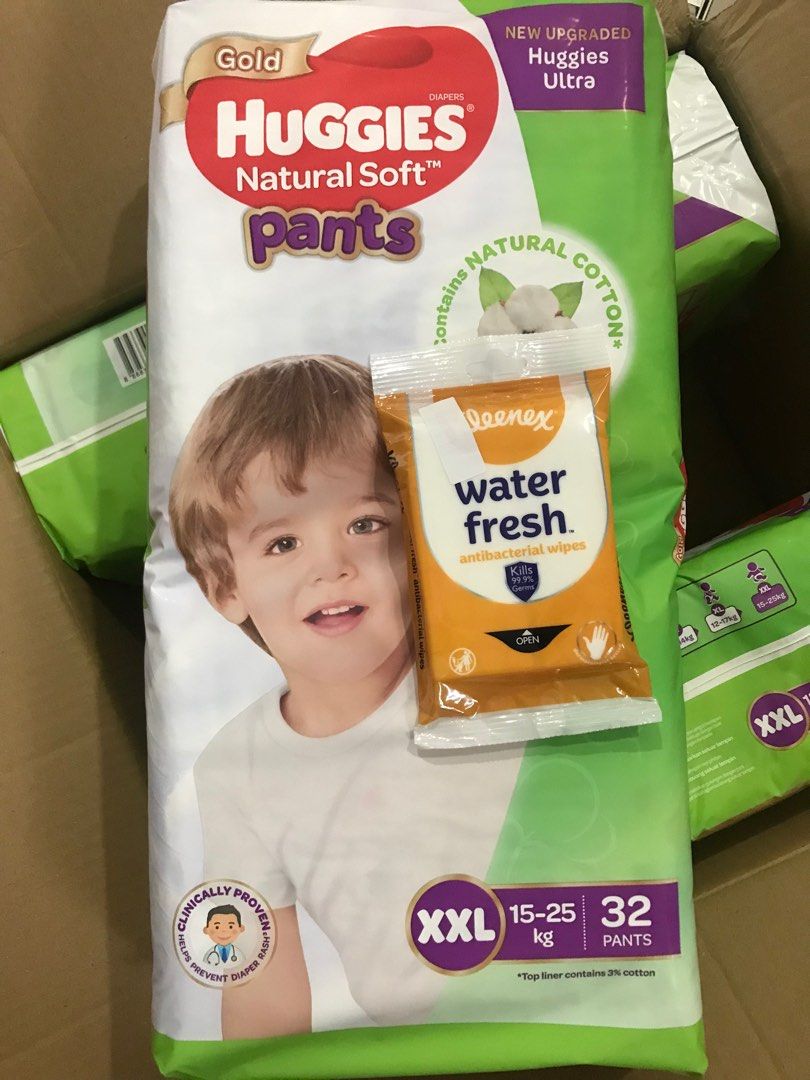 Gold
NEW UPGRADED
Huggies
Ultra
DIAPERS
HUGGIES®
Natural Soft™
pants
Contains NATURAL COTTON*
Kleenex
water
fresh™
antibacterial wipes
Kills
99.9%
Germs
OPEN
XL
12-17kg
XXL
15-25kg
XXL
CLINICALLY PROVEN
HELPS PREVENT DIAPER RASH
XXL
15-25
kg
32
PANTS
*Top liner contains 3% cotton